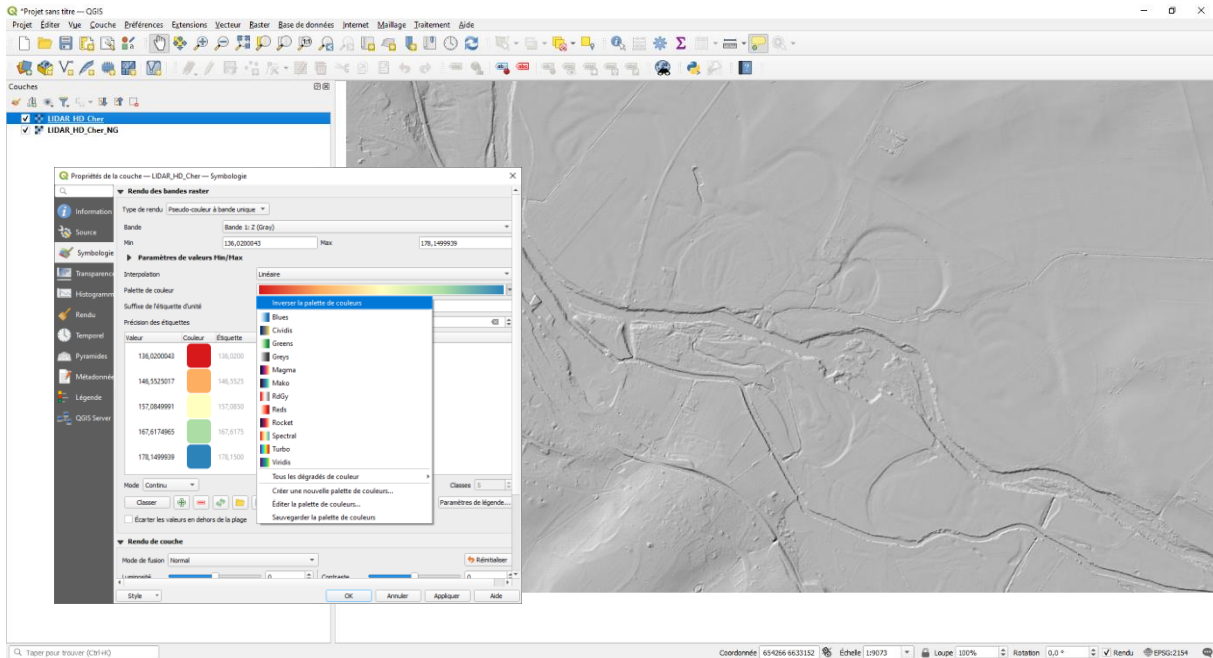 *Projet sans titre — QGIS
Projet Éditer Vue Couche Préférences Extensions Vecteur Raster Base de données Internet Maillage Traitement Aide
Couches
LIDAR_HD_Cher
LIDAR_HD_Cher_NG
Propriétés de la couche — LIDAR_HD_Cher — Symbologie
Information
Source
Symbologie
Transparence
Histogramm
Rendu
Temporel
Pyramides
Métadonnée
Légende
QGIS Server
Rendu des bandes raster
Type de rendu Pseudo-couleur à bande unique
Bande Bande 1: Z (Gray)
Min 136,0200043 Max 178,1499939
Paramètres de valeurs Min/Max
Interpolation Linéaire
Palette de couleur
Suffixe de l'étiquette d'unité
Précision des étiquettes
Valeur Couleur Étiquette
136,0200043 136,0200
146,5525017 146,5525
157,0849991 157,0850
167,6174965 167,6175
178,1499939 178,1500
Inverser la palette de couleurs
Blues
Cividis
Greens
Greys
Magma
Mako
RdGy
Reds
Rocket
Spectral
Turbo
Viridis
Tous les dégradés de couleur
Créer une nouvelle palette de couleurs...
Éditer la palette de couleurs...
Sauvegarder la palette de couleurs
Mode Continu Classes 5
Classer Paramètres de légende...
Écarter les valeurs en dehors de la plage
Rendu de couche
Mode de fusion Normal Réinitialiser
Luminosité 0 Contraste 0
Style OK Annuler Appliquer Aide
Taper pour trouver (Ctrl+K) Coordonnée 654266 6633152 Échelle 1:9073 Loupe 100% Rotation 0,0 ° Rendu EPSG:2154